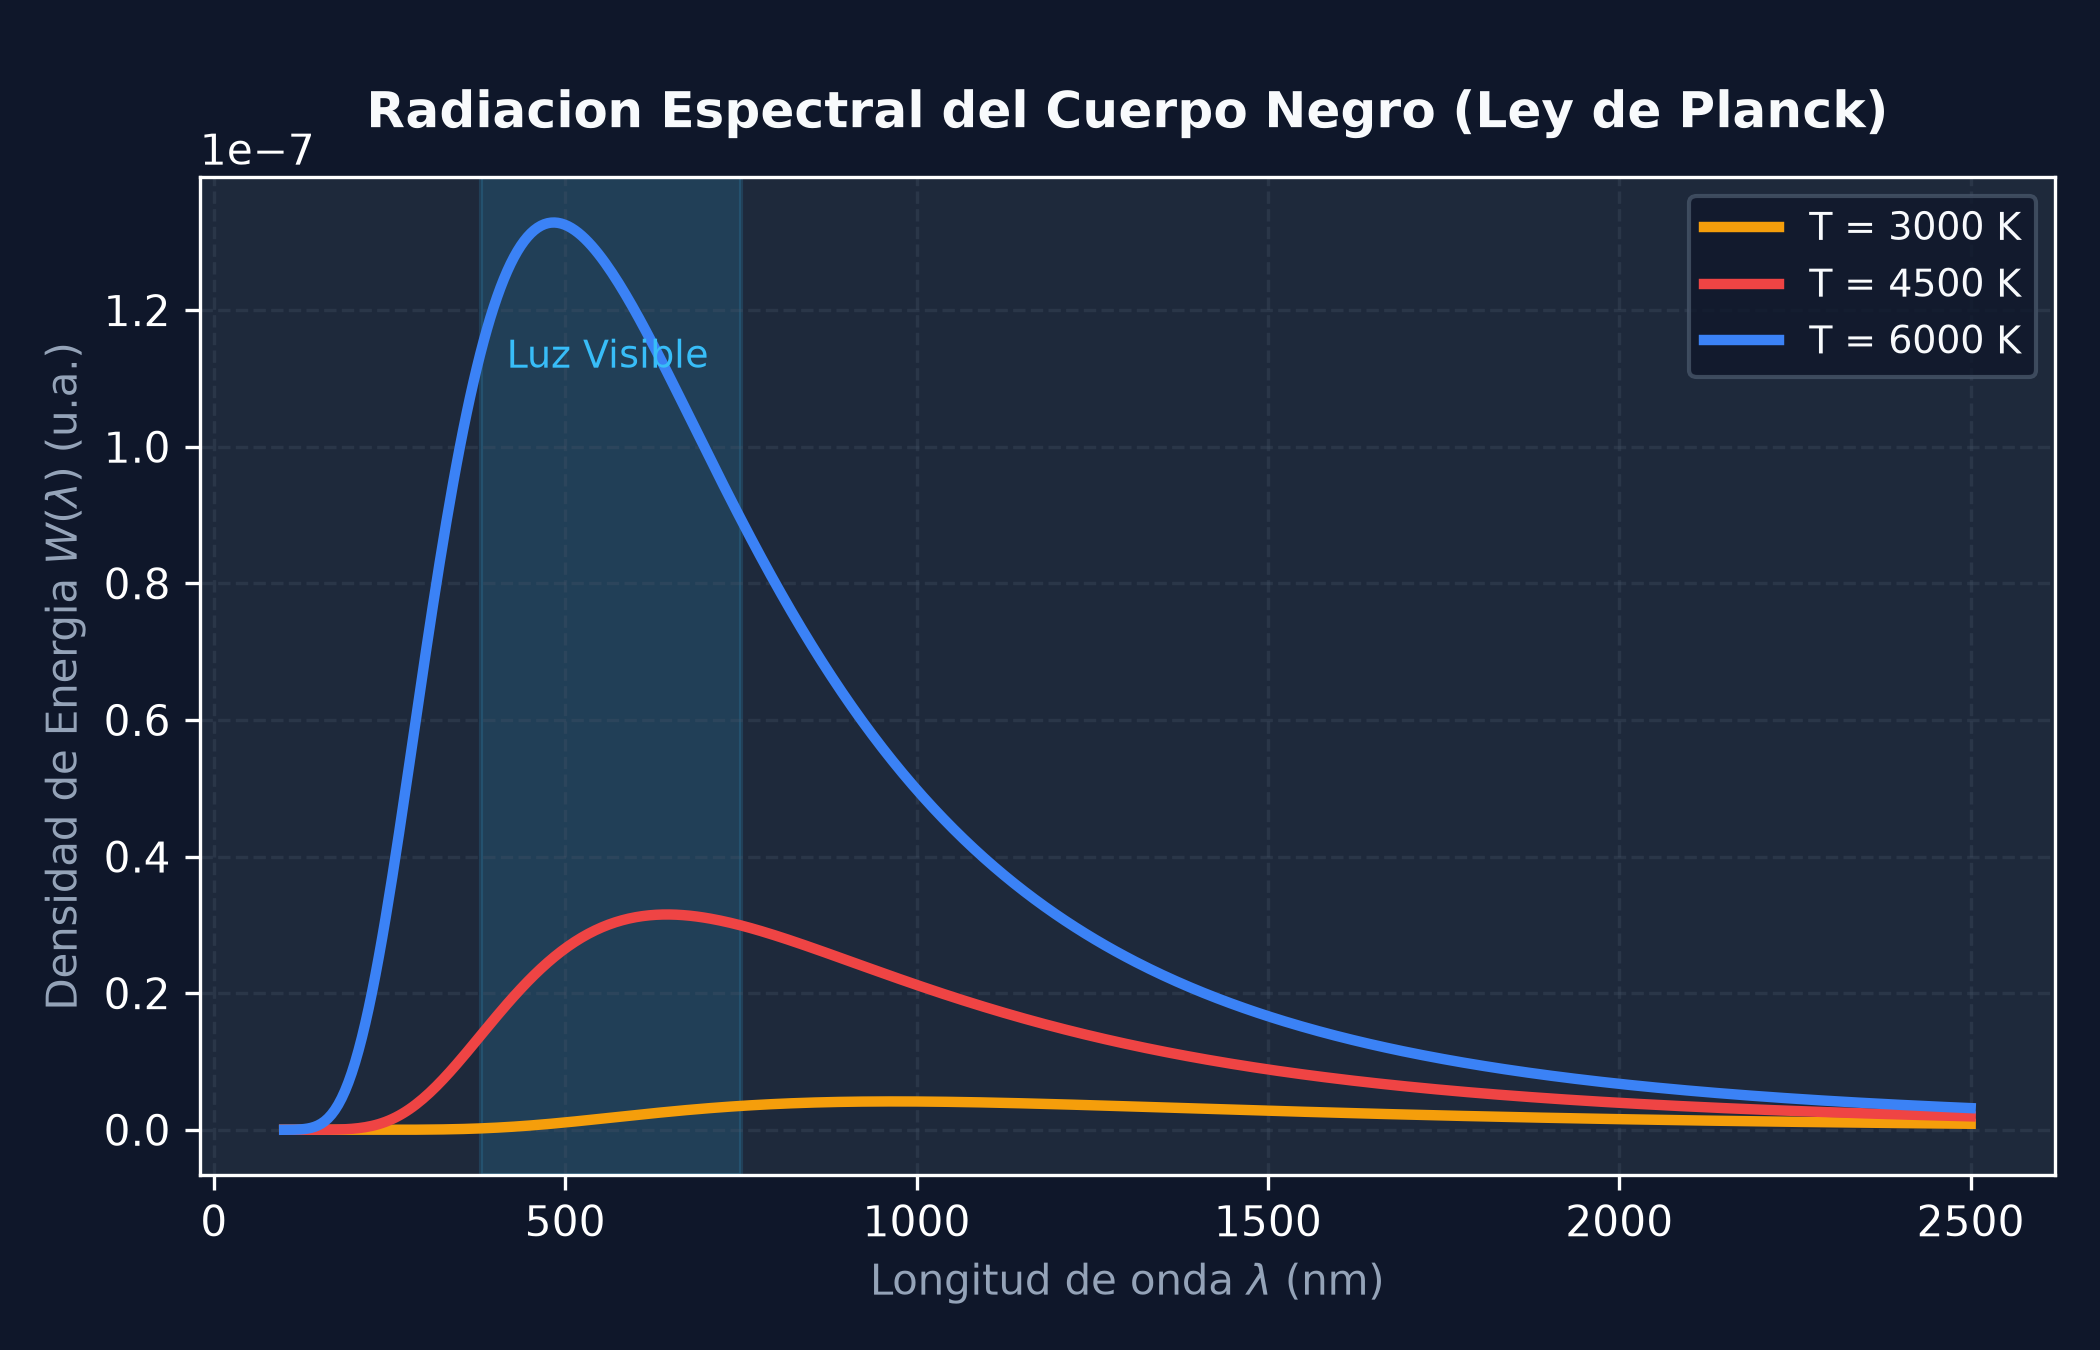 Radiacion Espectral del Cuerpo Negro (Ley de Planck)
1e−7
T = 3000 K
T = 4500 K
T = 6000 K
Luz Visible
Densidad de Energia W(λ) (u.a.)
1.2
1.0
0.8
0.6
0.4
0.2
0.0
0 500 1000 1500 2000 2500
Longitud de onda λ (nm)